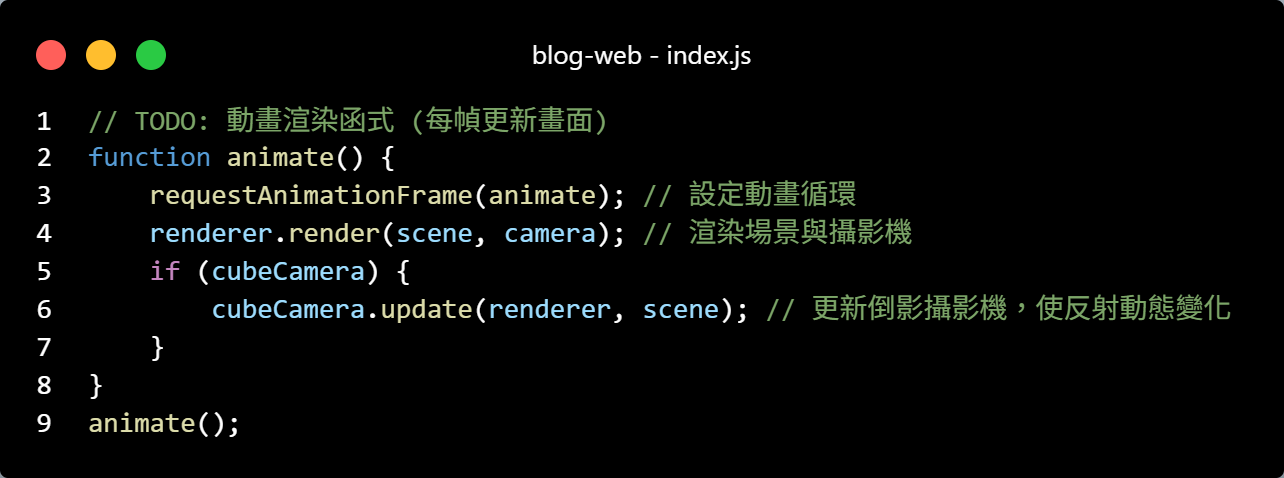 blog-web - index.js
1 // TODO: 動畫渲染函式 (每幀更新畫面)
2 function animate() {
3     requestAnimationFrame(animate); // 設定動畫循環
4     renderer.render(scene, camera); // 渲染場景與攝影機
5     if (cubeCamera) {
6         cubeCamera.update(renderer, scene); // 更新倒影攝影機，使反射動態變化
7     }
8 }
9 animate();